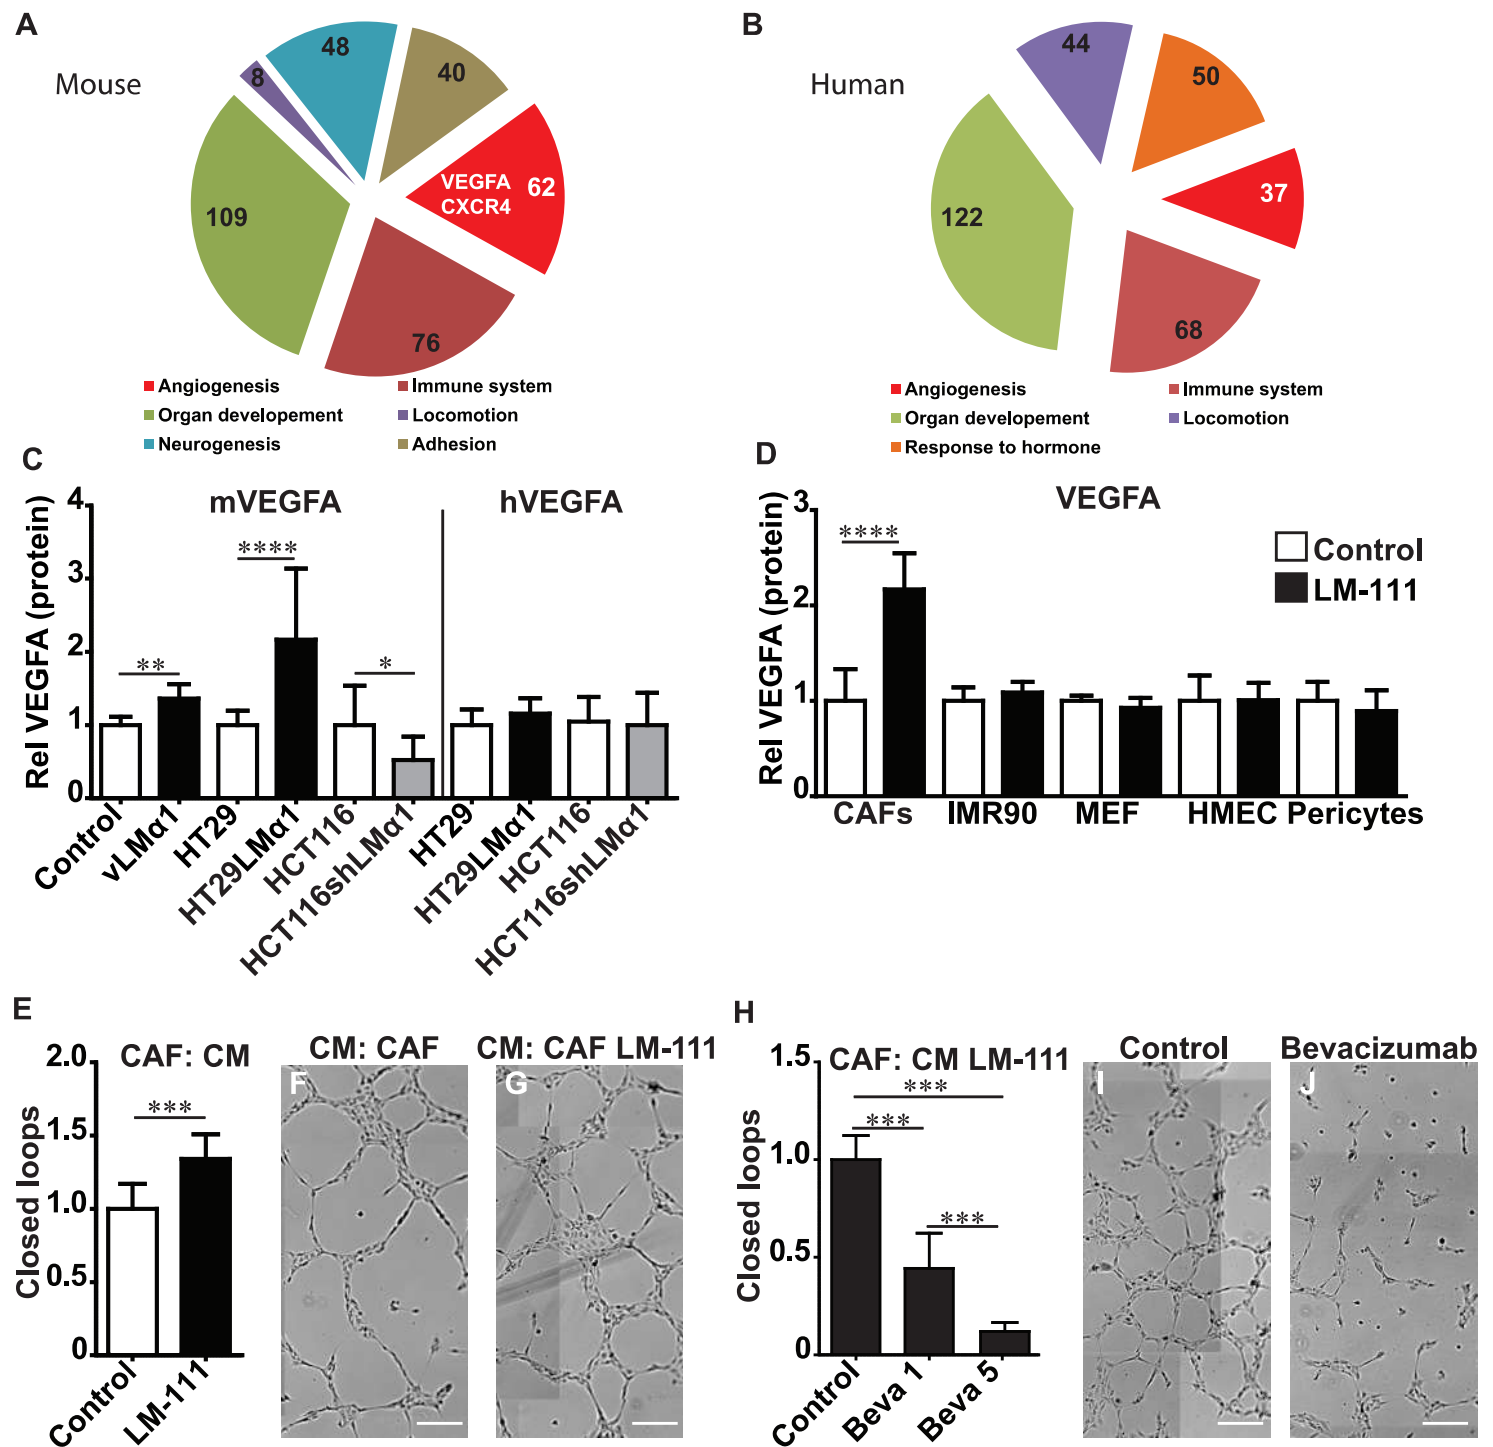 A
Mouse
48
40
8
VEGFA
CXCR4
62
109
76
Angiogenesis
Immune system
Organ developement
Locomotion
Neurogenesis
Adhesion
B
Human
44
50
37
122
68
Angiogenesis
Immune system
Organ developement
Locomotion
Response to hormone
C
mVEGFA
hVEGFA
Rel VEGFA (protein)
4
3
2
1
0
**
****
*
Control
vLMα1
HT29
HT29LMα1
HCT116
HCT116shLMα1
HT29
HT29LMα1
HCT116
HCT116shLMα1
D
VEGFA
Rel VEGFA (protein)
3
2
1
0
****
Control
LM-111
CAFs
IMR90
MEF
HMEC
Pericytes
E
CAF: CM
Closed loops
2.0
1.5
1.0
0.5
0
***
Control
LM-111
CM: CAF
F
CM: CAF LM-111
G
H
CAF: CM LM-111
Closed loops
1.5
1.0
0.5
0
***
***
***
Control
Beva 1
Beva 5
Control
I
Bevacizumab
J